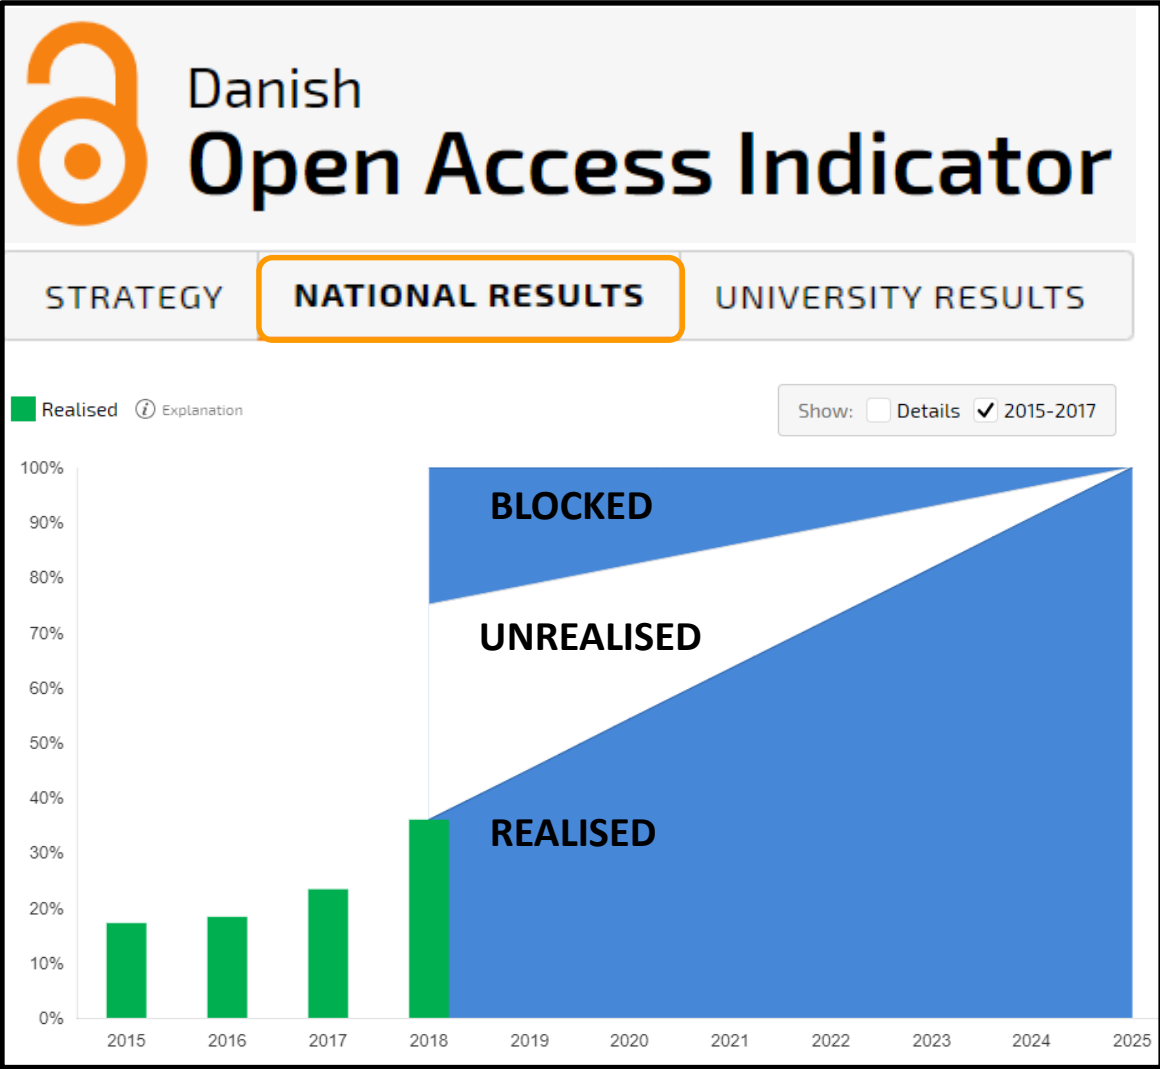 Danish
Open Access Indicator
STRATEGY NATIONAL RESULTS UNIVERSITY RESULTS
Realised i Explanation Show: Details 2015-2017
100%
BLOCKED
90%
80%
UNREALISED
70%
60%
50%
40%
REALISED
30%
20%
10%
0%
2015 2016 2017 2018 2019 2020 2021 2022 2023 2024 2025